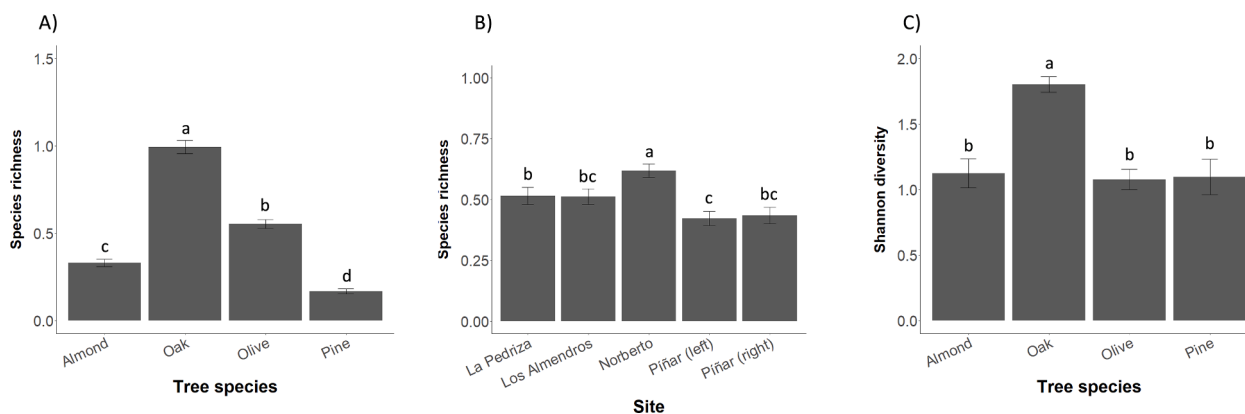 A)
Species richness
1.5
1.0
0.5
0.0
c
a
b
d
Almond
Oak
Olive
Pine
Tree species
B)
Species richness
1.00
0.75
0.50
0.25
0.00
b
bc
a
c
bc
La Pedriza
Los Almendros
Norberto
Píñar (left)
Píñar (right)
Site
C)
Shannon diversity
2.0
1.5
1.0
0.5
0.0
b
a
b
b
Almond
Oak
Olive
Pine
Tree species